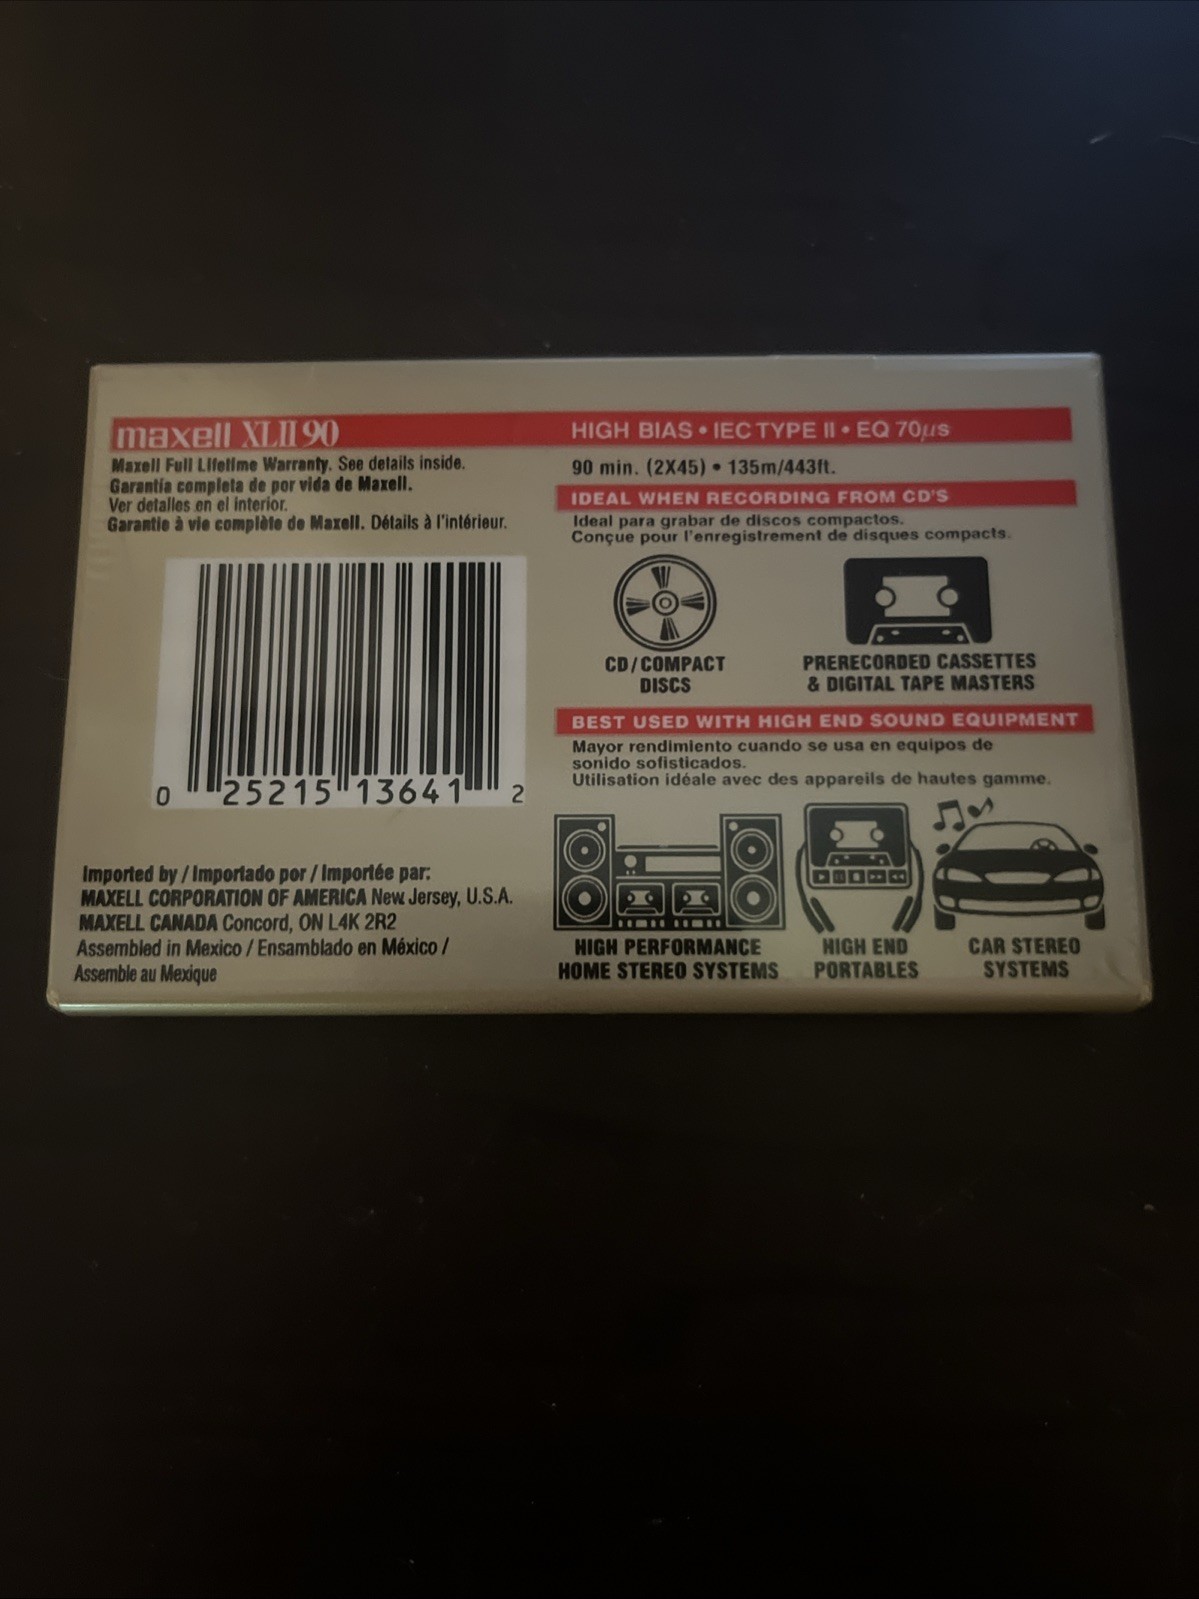 maxell XLII 90
Maxell Full Lifetime Warranty. See details inside.
Garantía completa de por vida de Maxell.
Ver detalles en el interior.
Garantie à vie complète de Maxell. Détails à l'intérieur.
0 25215 13641 2
Imported by / Importado por / Importée par:
MAXELL CORPORATION OF AMERICA New Jersey, U.S.A.
MAXELL CANADA Concord, ON L4K 2R2
Assembled in Mexico / Ensamblado en México /
Assemble au Mexique
HIGH BIAS • IEC TYPE II • EQ 70µs
90 min. (2X45) • 135m/443ft.
IDEAL WHEN RECORDING FROM CD'S
Ideal para grabar de discos compactos.
Conçue pour l'enregistrement de disques compacts.
CD/COMPACT
DISCS
PRERECORDED CASSETTES
& DIGITAL TAPE MASTERS
BEST USED WITH HIGH END SOUND EQUIPMENT
Mayor rendimiento cuando se usa en equipos de
sonido sofisticados.
Utilisation idéale avec des appareils de hautes gamme.
HIGH PERFORMANCE
HOME STEREO SYSTEMS
HIGH END
PORTABLES
CAR STEREO
SYSTEMS